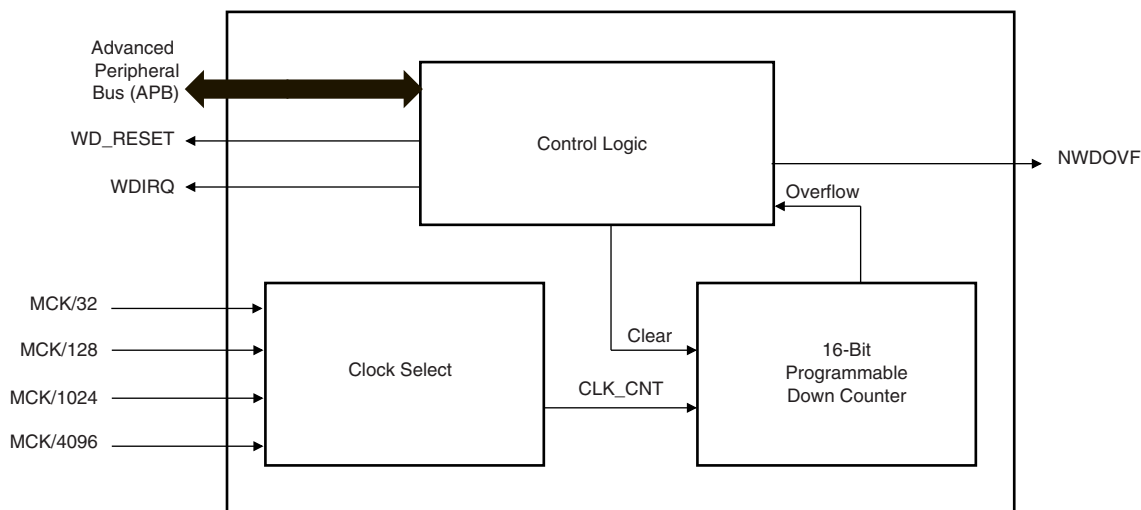 Advanced
Peripheral
Bus (APB)
WD_RESET
WDIRQ
Control Logic
NWDOVF
Overflow
MCK/32
MCK/128
MCK/1024
MCK/4096
Clock Select
Clear
CLK_CNT
16-Bit
Programmable
Down Counter